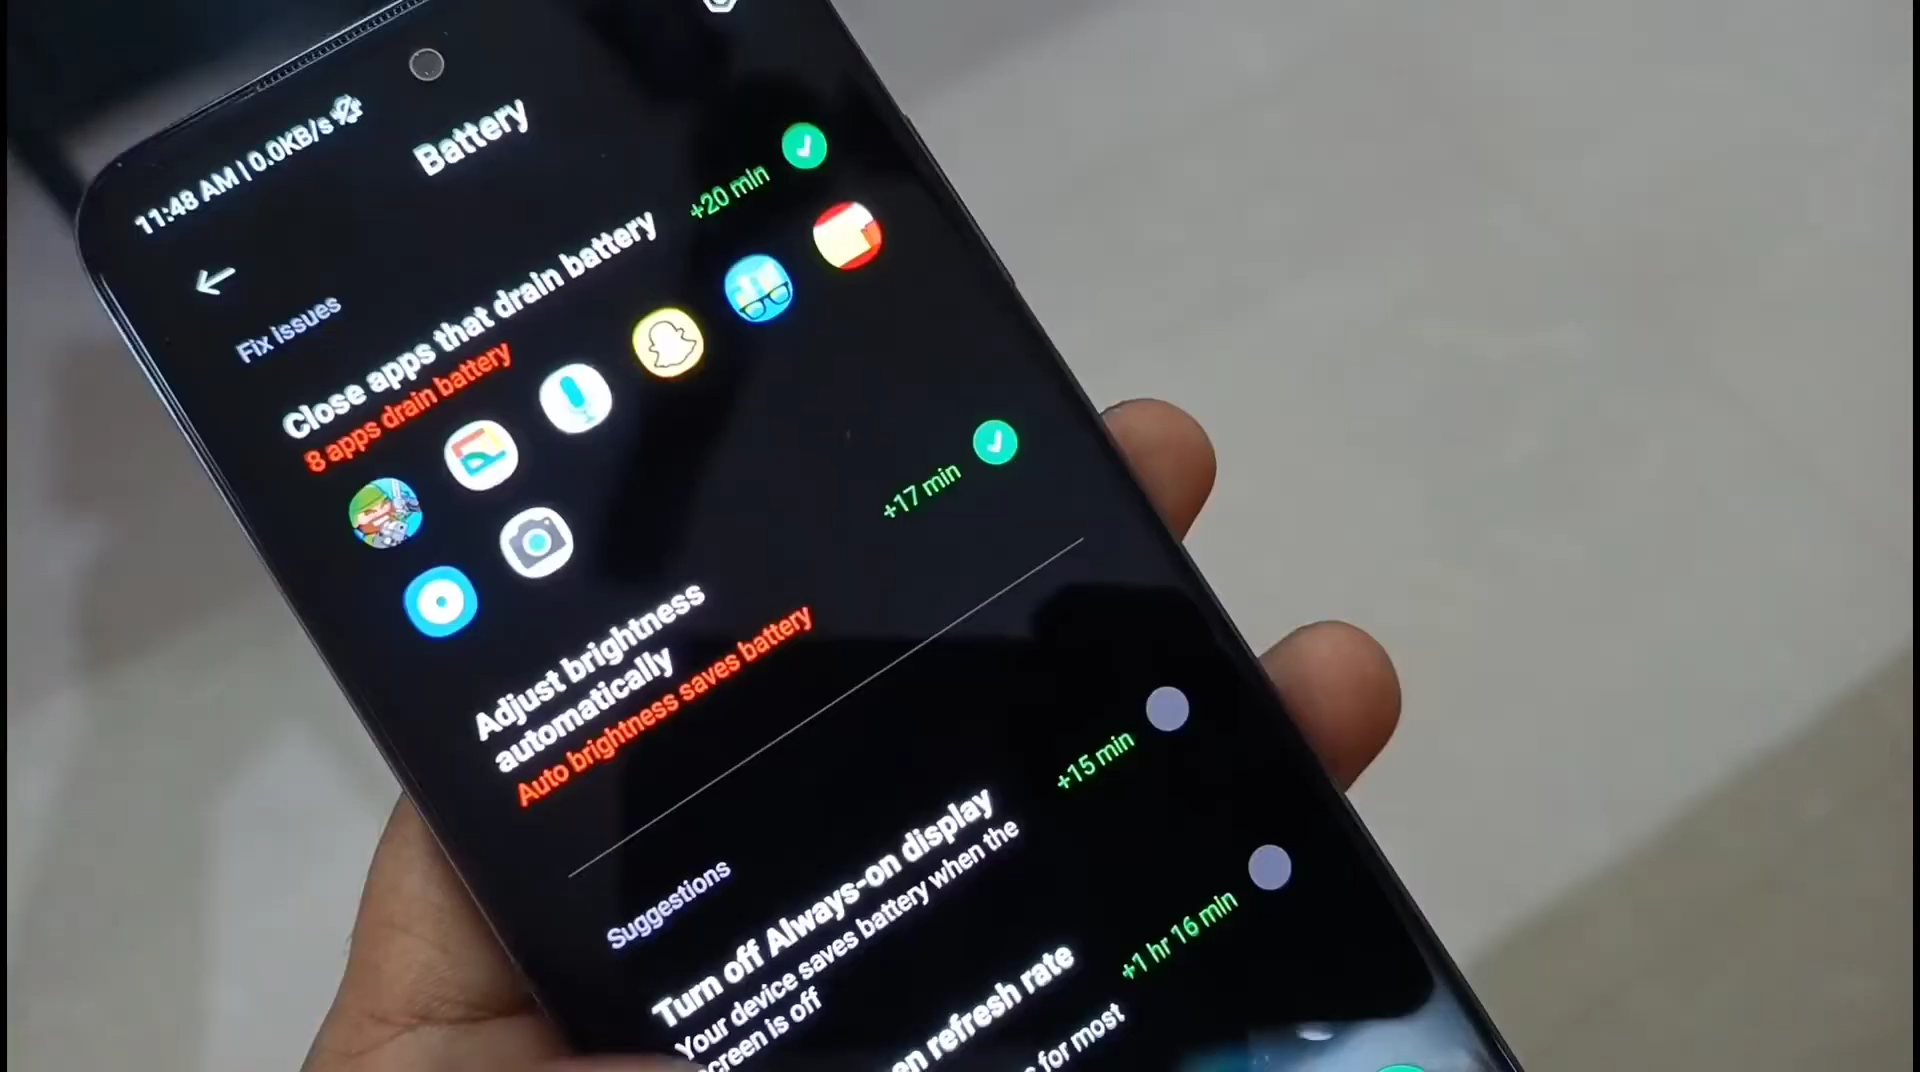 11:48 AM | 0.0KB/s
Battery
Fix issues
Close apps that drain battery
+20 min
8 apps drain battery
Adjust brightness
automatically
+17 min
Auto brightness saves battery
Suggestions
Turn off Always-on display
+15 min
Your device saves battery when the
screen is off
refresh rate
+1 hr 16 min
for most